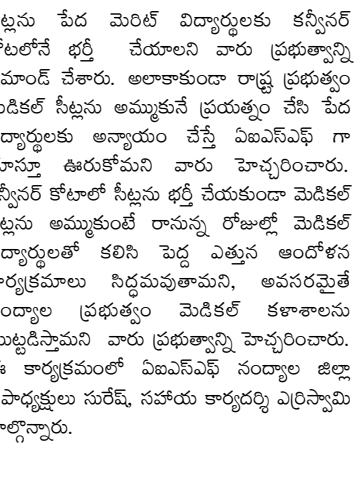 ట్లను పేద మెరిట్ విద్యార్థులకు కన్వీనర్
టలోనే భర్తీ చేయాలని వారు ప్రభుత్వాన్ని
మాండ్ చేశారు. అలాకాకుండా రాష్ట్ర ప్రభుత్వం
డికల్ సీట్లను అమ్ముకునే ప్రయత్నం చేసి పేద
ద్యార్థులకు అన్యాయం చేస్తే ఏఐఎస్ఎఫ్ గా
స్తూ ఊరుకోమని వారు హెచ్చరించారు.
న్వీనర్ కోటాలో సీట్లను భర్తీ చేయకుండా మెడికల్
ట్లను అమ్ముకుంటే రానున్న రోజుల్లో మెడికల్
ద్యార్థులతో కలిసి పెద్ద ఎత్తున ఆందోళన
ర్యక్రమాలు సిద్ధమవుతామని, అవసరమైతే
ంద్యాల ప్రభుత్వం మెడికల్ కళాశాలను
ట్టడిస్తామని వారు ప్రభుత్వాన్ని హెచ్చరించారు.
ఈ కార్యక్రమంలో ఏఐఎస్ఎఫ్ నంద్యాల జిల్లా
పాధ్యక్షులు సురేష్, సహాయ కార్యదర్శి ఎర్రిస్వామి
ల్గొన్నారు.